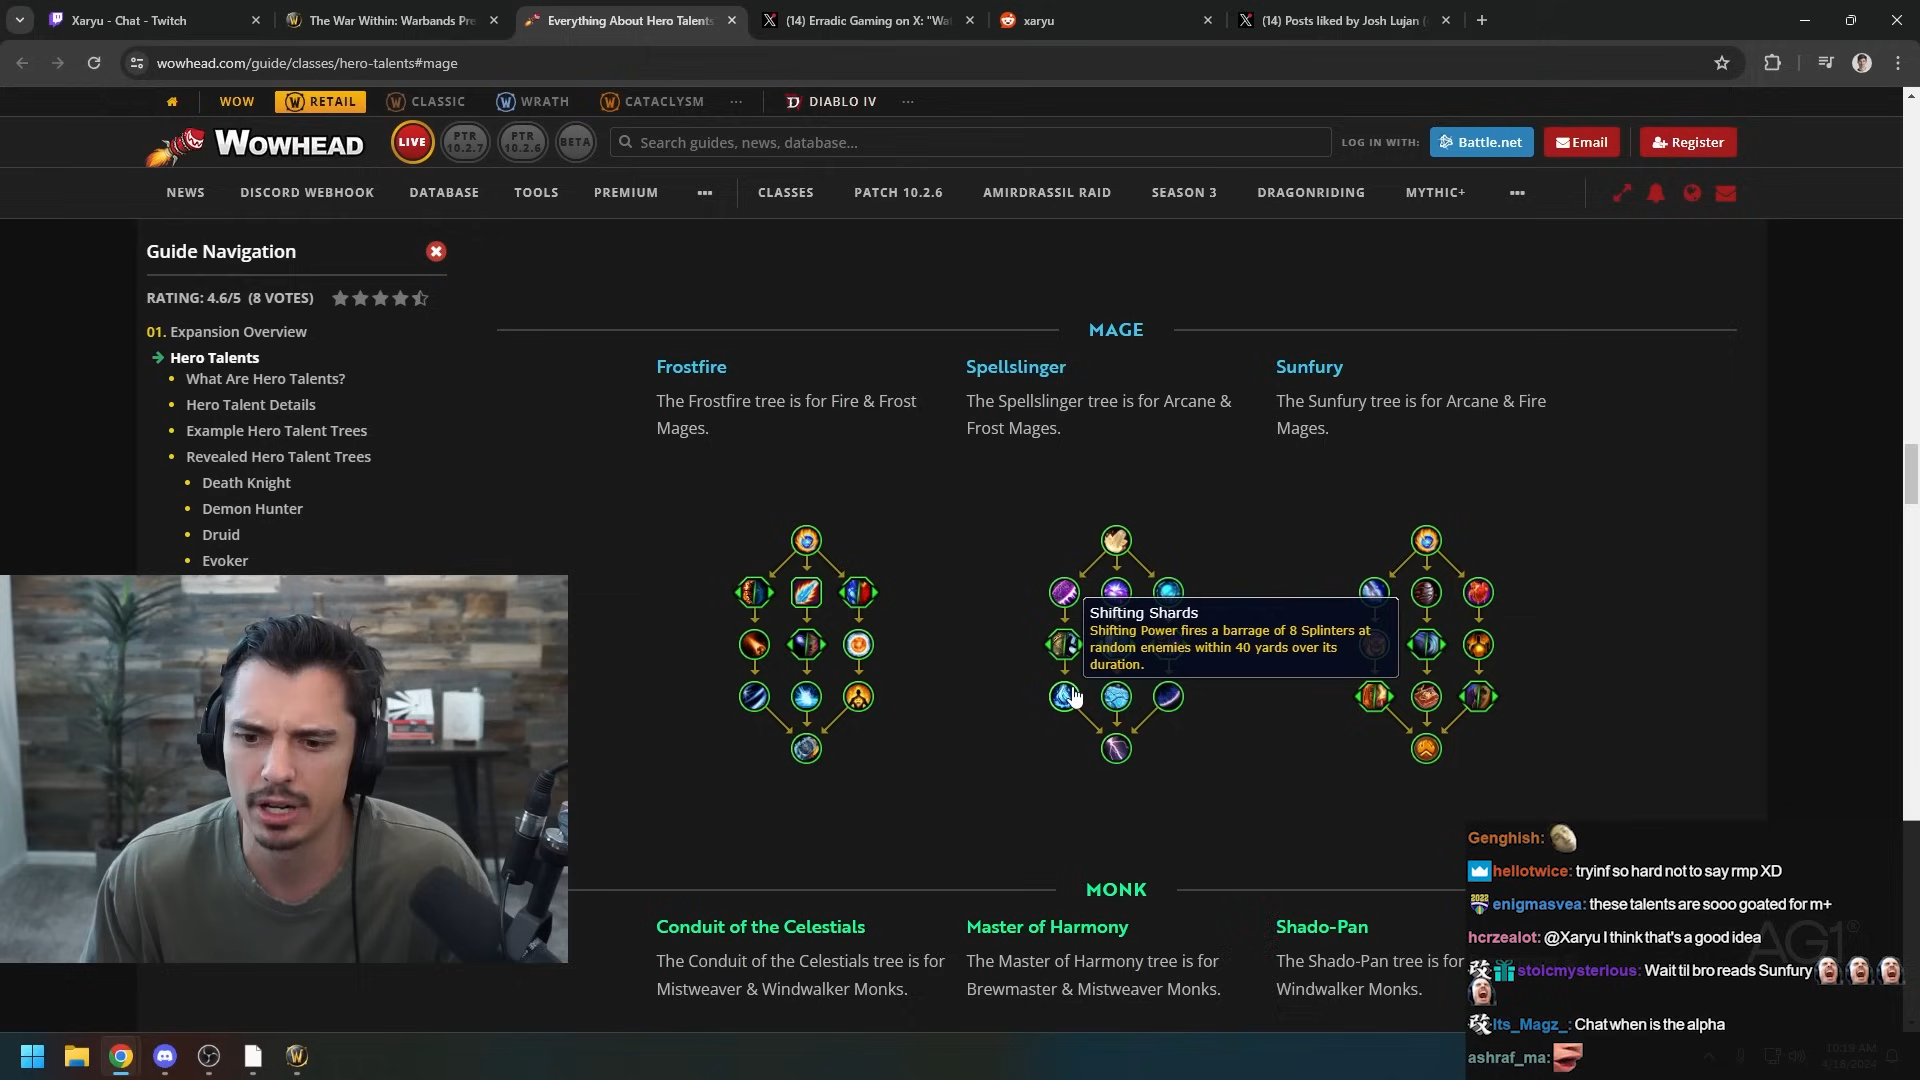 Xaryu - Chat - Twitch
The War Within: Warbands Pre
Everything About Hero Talents
(14) Erradic Gaming on X: "Wa
xaryu
(14) Posts liked by Josh Lujan (
wowhead.com/guide/classes/hero-talents#mage
WOW
RETAIL
CLASSIC
WRATH
CATACLYSM
DIABLO IV
WOWHEAD
LIVE
PTR 10.2.7
PTR 10.2.6
BETA
Search guides, news, database...
LOG IN WITH:
Battle.net
Email
Register
NEWS
DISCORD WEBHOOK
DATABASE
TOOLS
PREMIUM
CLASSES
PATCH 10.2.6
AMIRDRASSIL RAID
SEASON 3
DRAGONRIDING
MYTHIC+
Guide Navigation
RATING: 4.6/5 (8 VOTES)
01. Expansion Overview
Hero Talents
What Are Hero Talents?
Hero Talent Details
Example Hero Talent Trees
Revealed Hero Talent Trees
Death Knight
Demon Hunter
Druid
Evoker
MAGE
Frostfire
The Frostfire tree is for Fire & Frost
Mages.
Spellslinger
The Spellslinger tree is for Arcane &
Frost Mages.
Sunfury
The Sunfury tree is for Arcane & Fire
Mages.
Shifting Shards
Shifting Power fires a barrage of 8 Splinters at
random enemies within 40 yards over its
duration.
MONK
Conduit of the Celestials
The Conduit of the Celestials tree is for
Mistweaver & Windwalker Monks.
Master of Harmony
The Master of Harmony tree is for
Brewmaster & Mistweaver Monks.
Shado-Pan
The Shado-Pan tree is for
Windwalker Monks.
Genghish:
hellotwice: tryinf so hard not to say rmp XD
enigmasvea: these talents are sooo goated for m+
hcrzealot: @Xaryu I think that's a good idea
stoicmysterious: Wait til bro reads Sunfury
Its_Magz_: Chat when is the alpha
ashraf_ma:
AG1
10:19 AM
4/16/2024